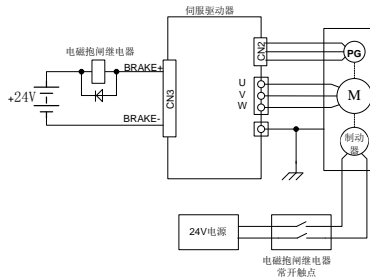 伺服驱动器
电磁抱闸继电器
BRAKE+
+24V
BRAKE-
CN3
CN2
U
V
W
PG
M
制动
器
24V电源
电磁抱闸继电器
常开触点